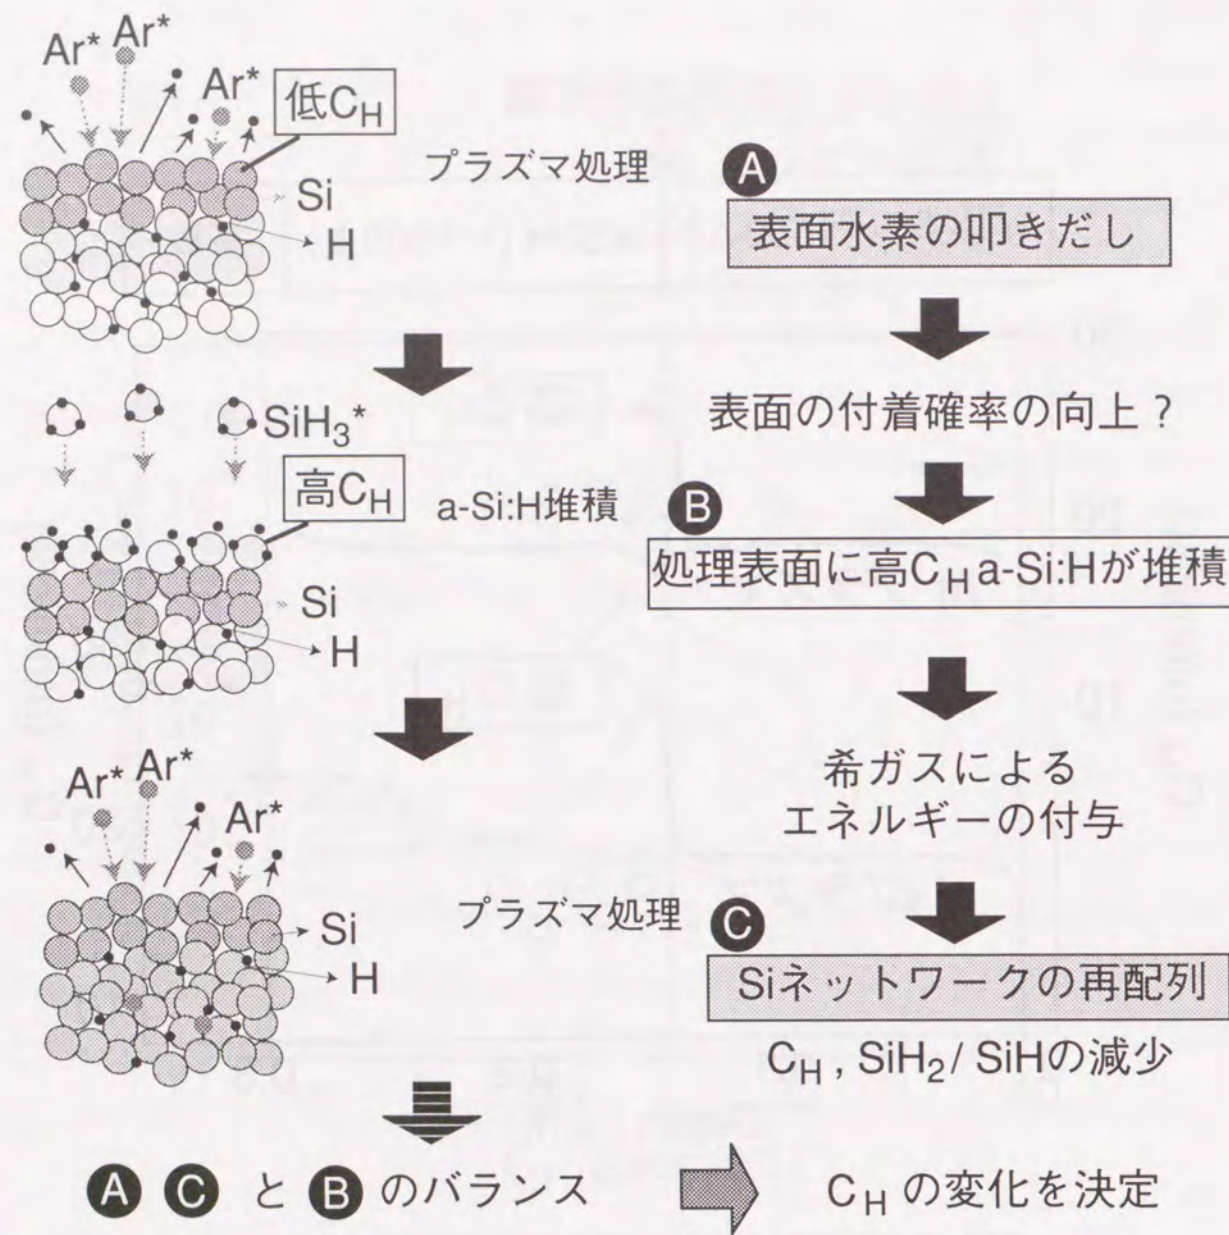 Ar* Ar*
Ar*
低C_H
プラズマ処理
Si
H
A
表面水素の叩きだし
表面の付着確率の向上？
SiH₃*
高C_H
a-Si:H堆積
Si
H
B
処理表面に高C_H a-Si:Hが堆積
希ガスによる
エネルギーの付与
Ar* Ar*
Ar*
プラズマ処理
Si
H
C
Siネットワークの再配列
C_H , SiH₂ / SiHの減少
A C と B のバランス
C_H の変化を決定